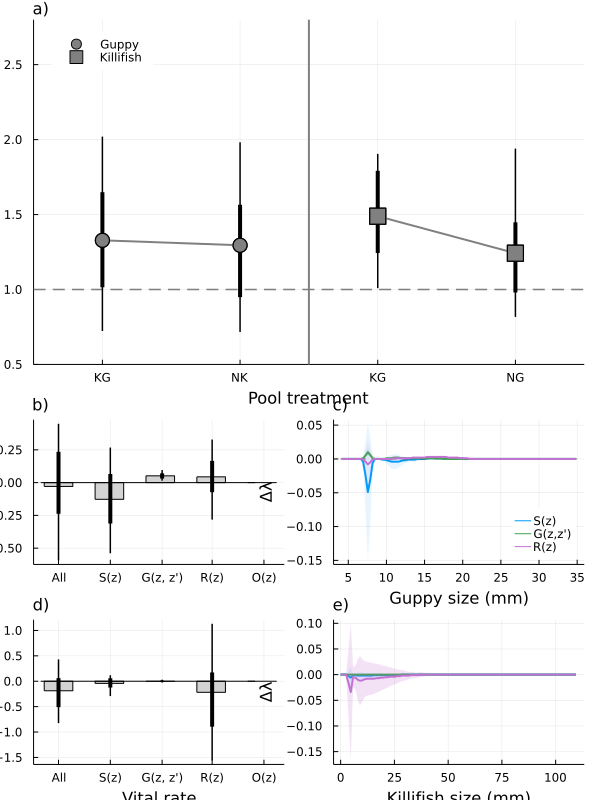 a)
Guppy
Killifish
2.5
2.0
1.5
1.0
0.5
KG
NK
KG
NG
Pool treatment
b)
0.25
0.00
0.25
0.50
All
S(z)
G(z, z')
R(z)
O(z)
c)
Δλ
0.05
0.00
−0.05
−0.10
−0.15
S(z)
G(z,z')
R(z)
5
10
15
20
25
30
35
Guppy size (mm)
d)
1.0
0.5
0.0
−0.5
−1.0
−1.5
All
S(z)
G(z, z')
R(z)
O(z)
Vital rate
e)
Δλ
0.10
0.05
0.00
−0.05
−0.10
−0.15
0
25
50
75
100
Killifish size (mm)